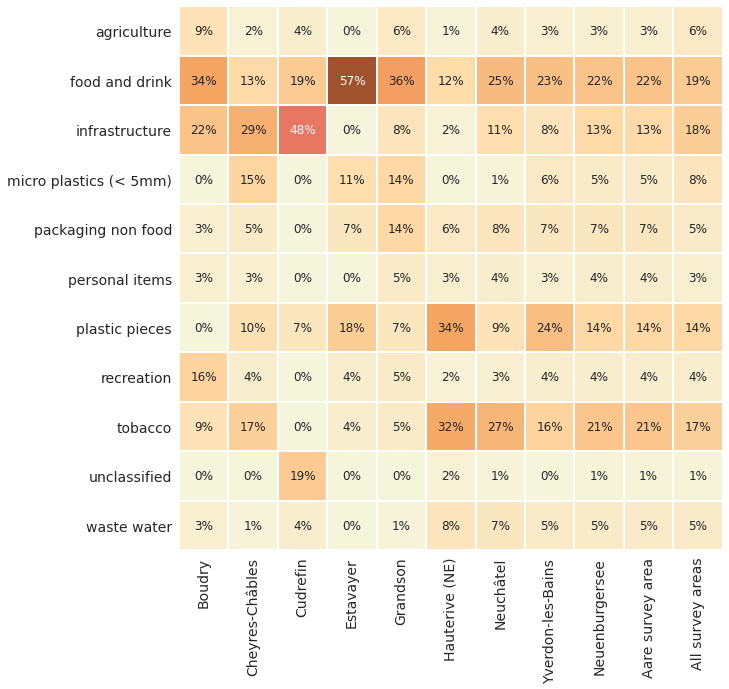 agriculture 9% 2% 4% 0% 6% 1% 4% 3% 3% 3% 6%
food and drink 34% 13% 19% 57% 36% 12% 25% 23% 22% 22% 19%
infrastructure 22% 29% 48% 0% 8% 2% 11% 8% 13% 13% 18%
micro plastics (< 5mm) 0% 15% 0% 11% 14% 0% 1% 6% 5% 5% 8%
packaging non food 3% 5% 0% 7% 14% 6% 8% 7% 7% 7% 5%
personal items 3% 3% 0% 0% 5% 3% 4% 3% 4% 4% 3%
plastic pieces 0% 10% 7% 18% 7% 34% 9% 24% 14% 14% 14%
recreation 16% 4% 0% 4% 5% 2% 3% 4% 4% 4% 4%
tobacco 9% 17% 0% 4% 5% 32% 27% 16% 21% 21% 17%
unclassified 0% 0% 19% 0% 0% 2% 1% 0% 1% 1% 1%
waste water 3% 1% 4% 0% 1% 8% 7% 5% 5% 5% 5%
Boudry
Cheyres-Châbles
Cudrefin
Estavayer
Grandson
Hauterive (NE)
Neuchâtel
Yverdon-les-Bains
Neuenburgersee
Aare survey area
All survey areas